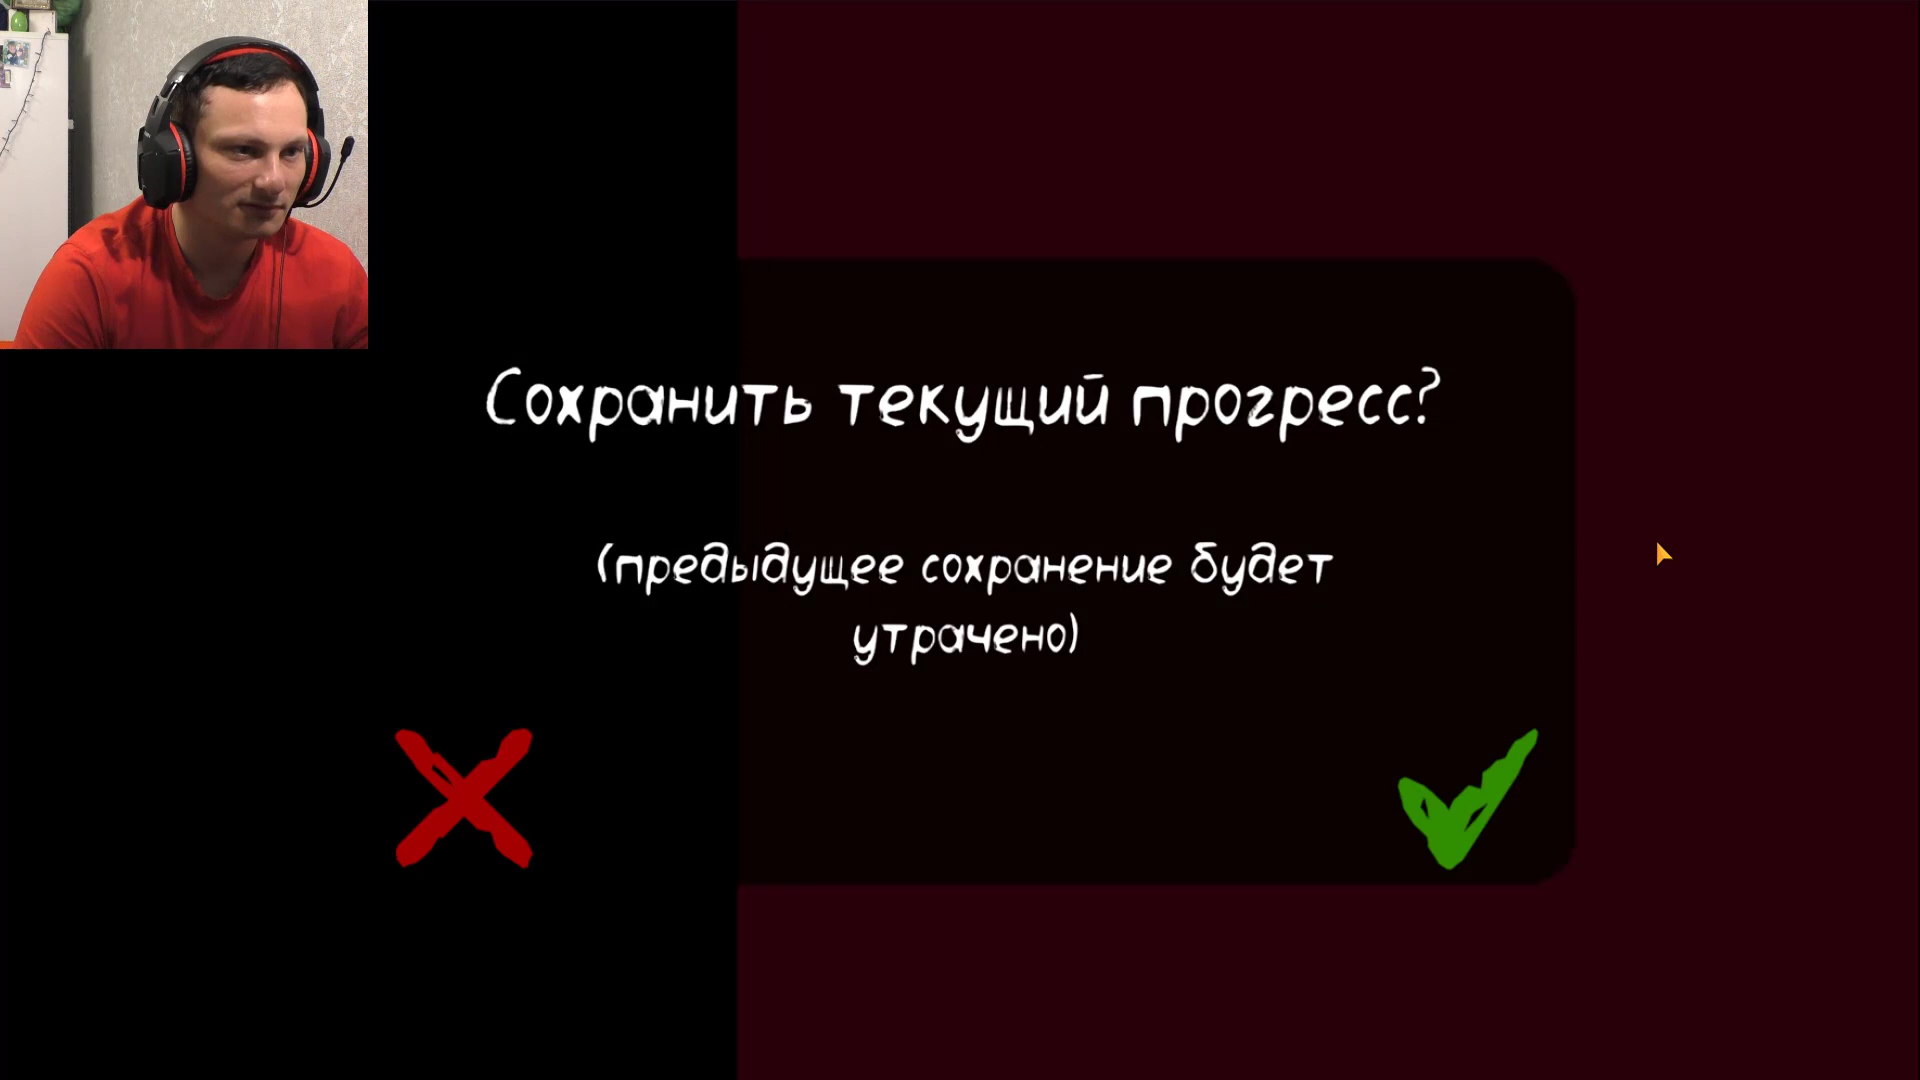 Сохранить текущий прогресс?
(предыдущее сохранение будет
утрачено)